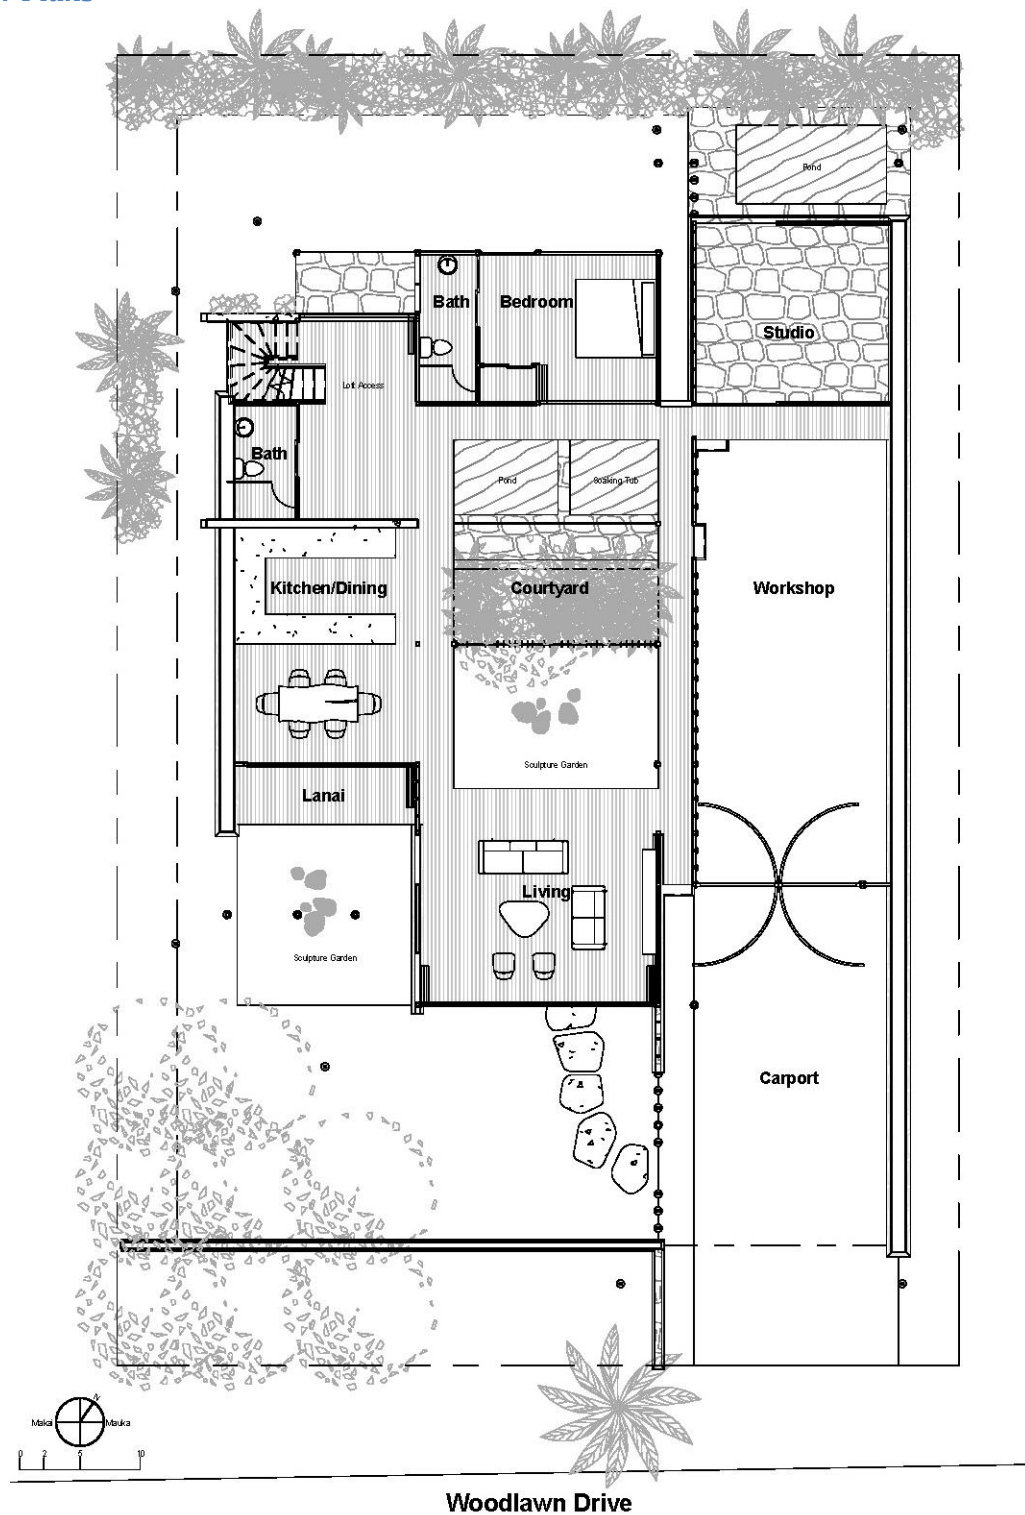 Pond
Bath
Bedroom
Studio
Loft Access
Bath
Pond
Soaking Tub
Kitchen/Dining
Courtyard
Workshop
Sculpture Garden
Lanai
Living
Sculpture Garden
Carport
N
Makai
Mauka
0 2 5 10
Woodlawn Drive